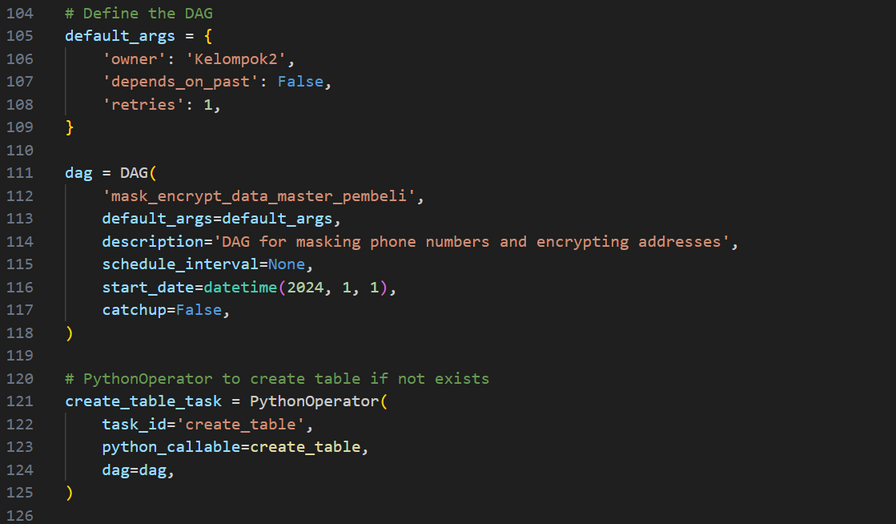 104 # Define the DAG
105 default_args = {
106     'owner': 'Kelompok2',
107     'depends_on_past': False,
108     'retries': 1,
109 }
110
111 dag = DAG(
112     'mask_encrypt_data_master_pembeli',
113     default_args=default_args,
114     description='DAG for masking phone numbers and encrypting addresses',
115     schedule_interval=None,
116     start_date=datetime(2024, 1, 1),
117     catchup=False,
118 )
119
120 # PythonOperator to create table if not exists
121 create_table_task = PythonOperator(
122     task_id='create_table',
123     python_callable=create_table,
124     dag=dag,
125 )
126